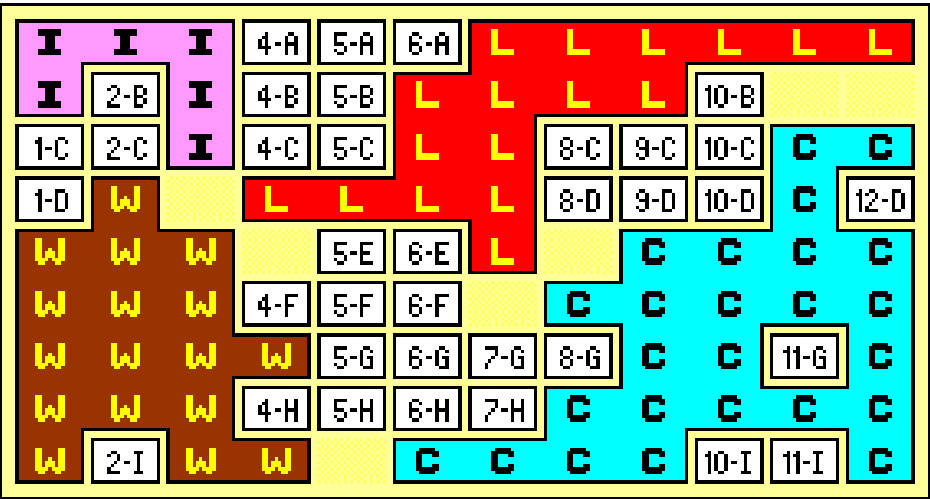 I I I 4-A 5-A 6-A L L L L L L
I 2-B I 4-B 5-B L L L L 10-B
1-C 2-C I 4-C 5-C L L 8-C 9-C 10-C C C
1-D W L L L L 8-D 9-D 10-D C 12-D
W W W 5-E 6-E L C C C C
W W W 4-F 5-F 6-F C C C C C
W W W W 5-G 6-G 7-G 8-G C C 11-G C
W W W 4-H 5-H 6-H 7-H C C C C C
W 2-I W W C C C C 10-I 11-I C